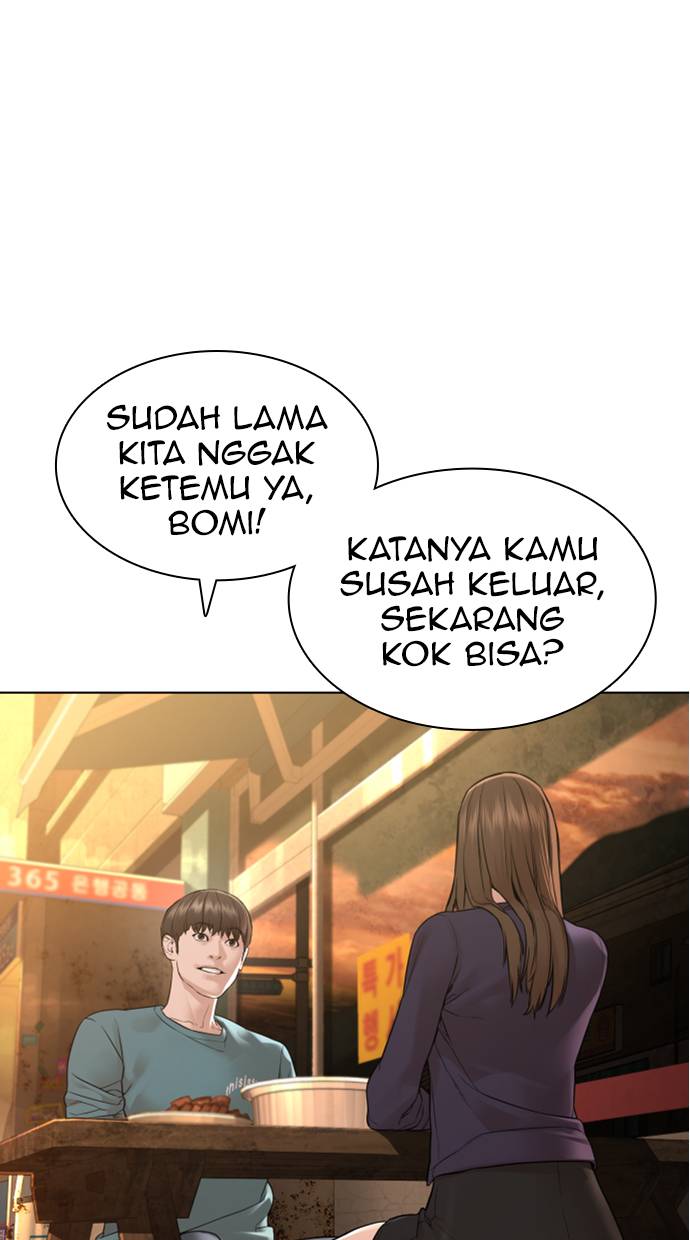 SUDAH LAMA
KITA NGGAK
KETEMU YA,
BOMI!
KATANYA KAMU
SUSAH KELUAR,
SEKARANG
KOK BISA?
365 은행공동
특가
행